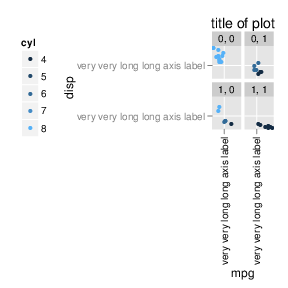 title of plot
0, 0
0, 1
cyl
4
5
6
7
8
disp
very very long long axis label
1, 0
1, 1
very very long long axis label
very very long long axis label
very very long long axis label
mpg